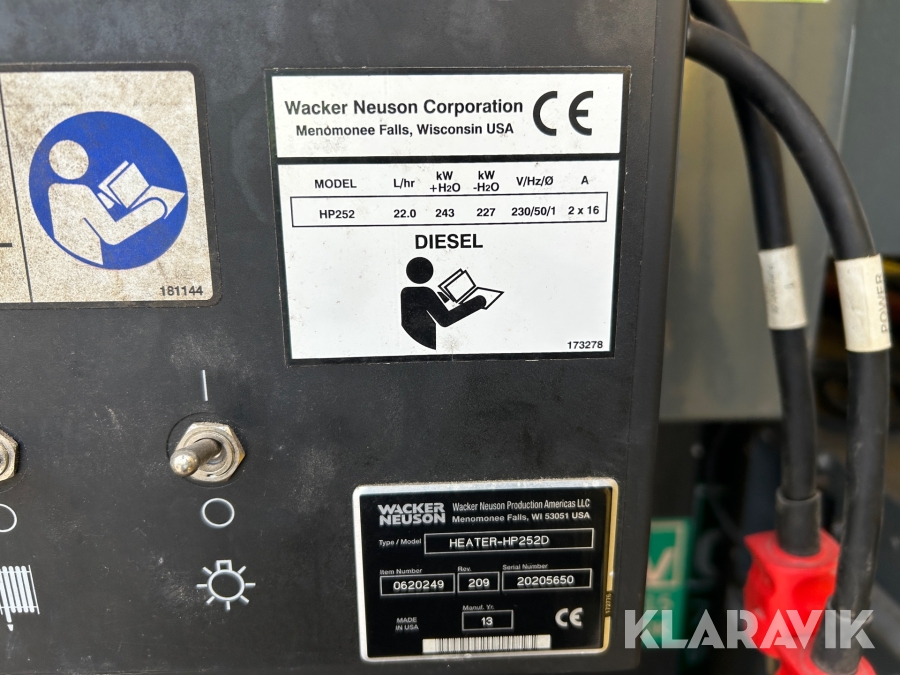 Wacker Neuson Corporation CE
Menomonee Falls, Wisconsin USA
MODEL L/hr kW +H2O kW -H2O V/Hz/Ø A
HP252 22.0 243 227 230/50/1 2 x 16
DIESEL
173278
181144
POWER
WACKER NEUSON
Wacker Neuson Production Americas LLC
Menomonee Falls, WI 53051 USA
Type / Model HEATER-HP252D
Item Number Rev. Serial Number
0620249 209 20205650
Manuf. Yr.
MADE IN USA 13 CE
172776
KLARAVIK